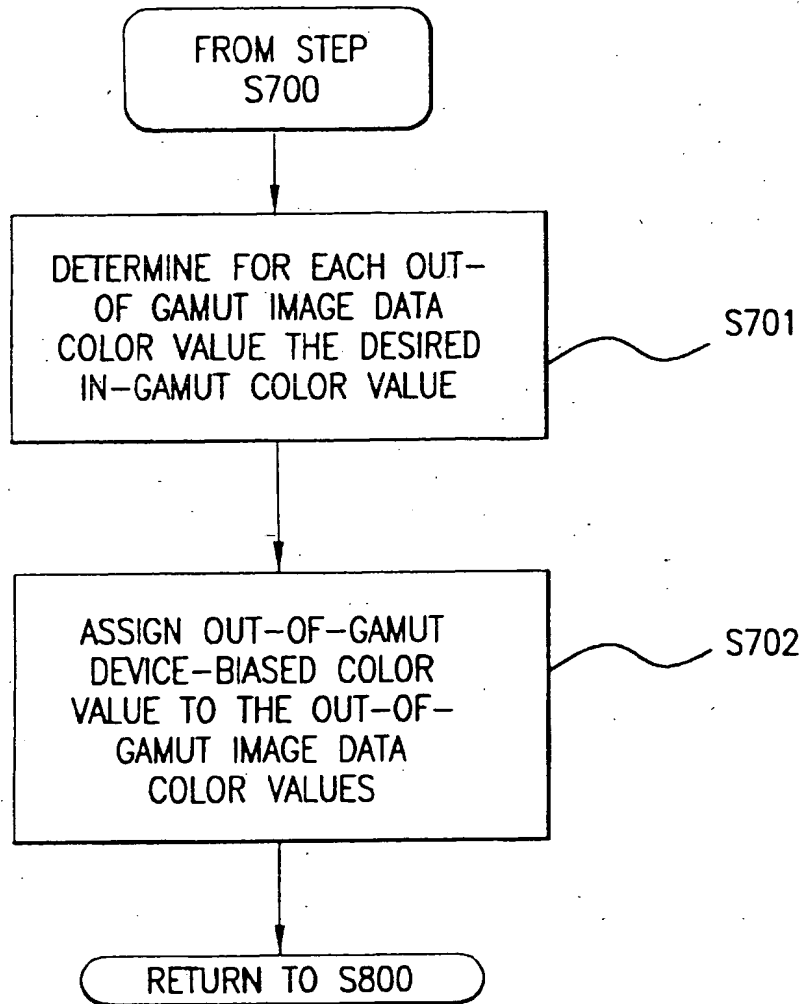 FROM STEP
S700
DETERMINE FOR EACH OUT-
OF GAMUT IMAGE DATA
COLOR VALUE THE DESIRED
IN-GAMUT COLOR VALUE
S701
ASSIGN OUT-OF-GAMUT
DEVICE-BIASED COLOR
VALUE TO THE OUT-OF-
GAMUT IMAGE DATA
COLOR VALUES
S702
RETURN TO S800